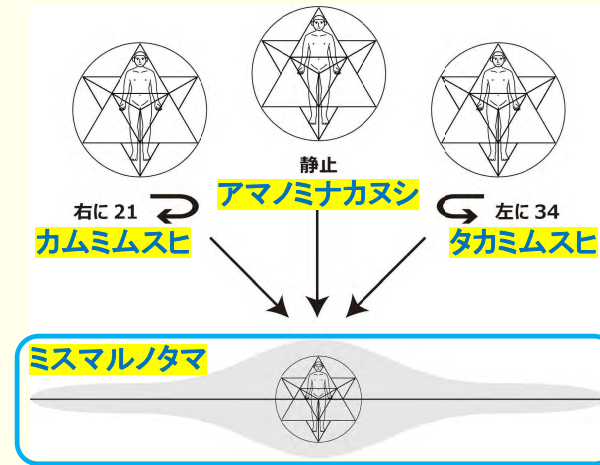 静止
アマノミナカヌシ
右に 21
カムミムスヒ
左に 34
タカミムスヒ
ミスマルノタマ